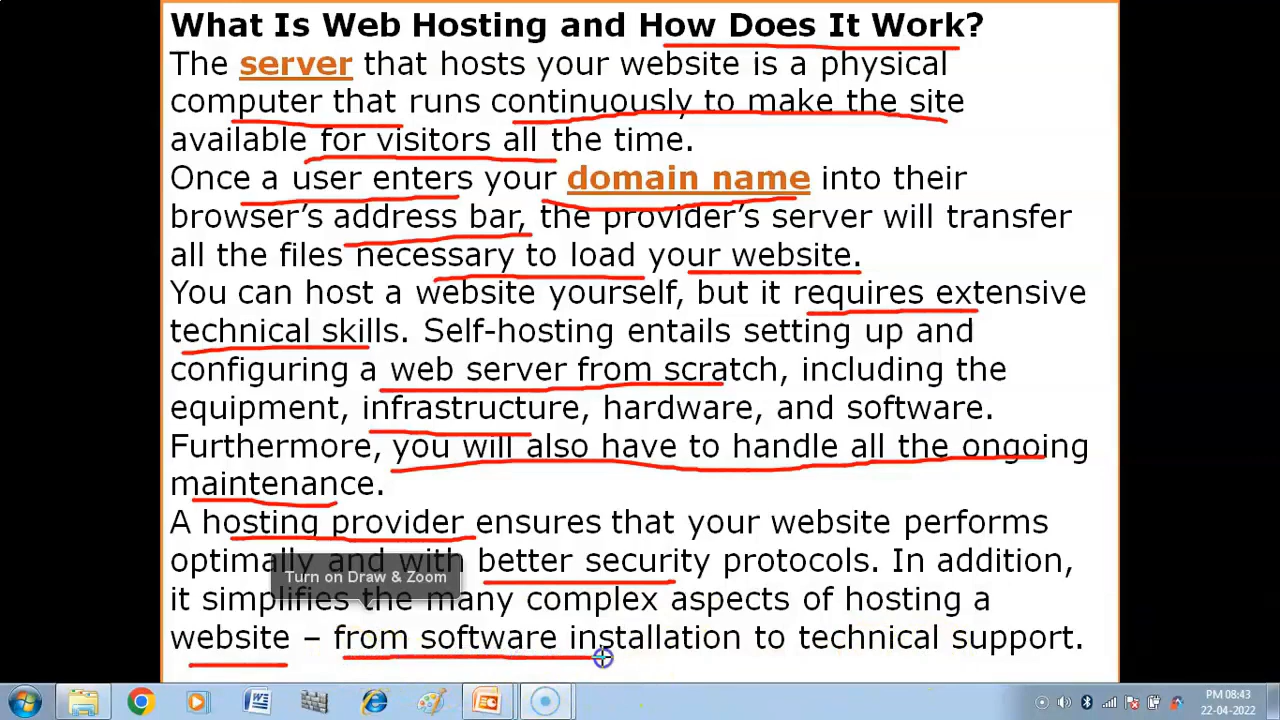 What Is Web Hosting and How Does It Work?
The server that hosts your website is a physical
computer that runs continuously to make the site
available for visitors all the time.
Once a user enters your domain name into their
browser's address bar, the provider's server will transfer
all the files necessary to load your website.
You can host a website yourself, but it requires extensive
technical skills. Self-hosting entails setting up and
configuring a web server from scratch, including the
equipment, infrastructure, hardware, and software.
Furthermore, you will also have to handle all the ongoing
maintenance.
A hosting provider ensures that your website performs
optimally and with better security protocols. In addition,
Turn on Draw & Zoom
it simplifies the many complex aspects of hosting a
website – from software installation to technical support.
PM 08:43
22-04-2022